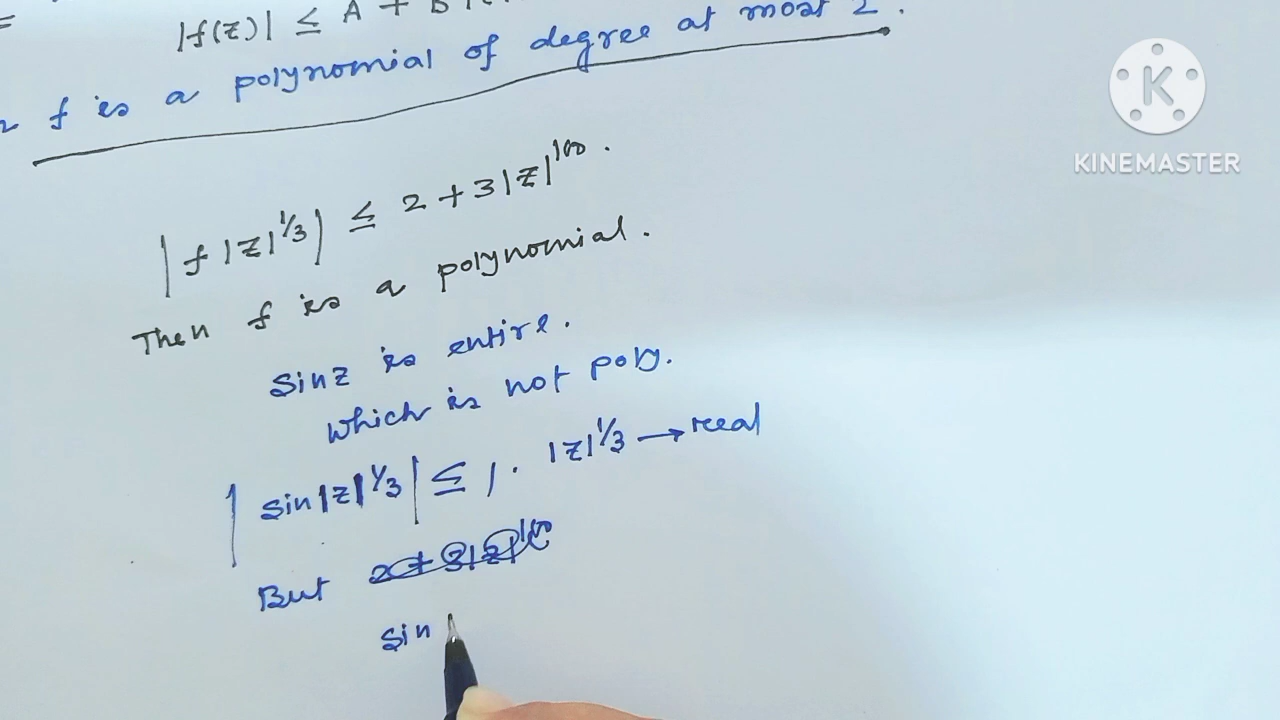 |f(z)| ≤ A + B
f is a polynomial of degree at most 2.
|f|z|^1/3| ≤ 2 + 3|z|^100.
Then f is a polynomial.
Sinz is entire.
Which is not poly.
|Sin|z|^1/3| ≤ 1. |z|^1/3 → real
But
Sin
K
KINEMASTER